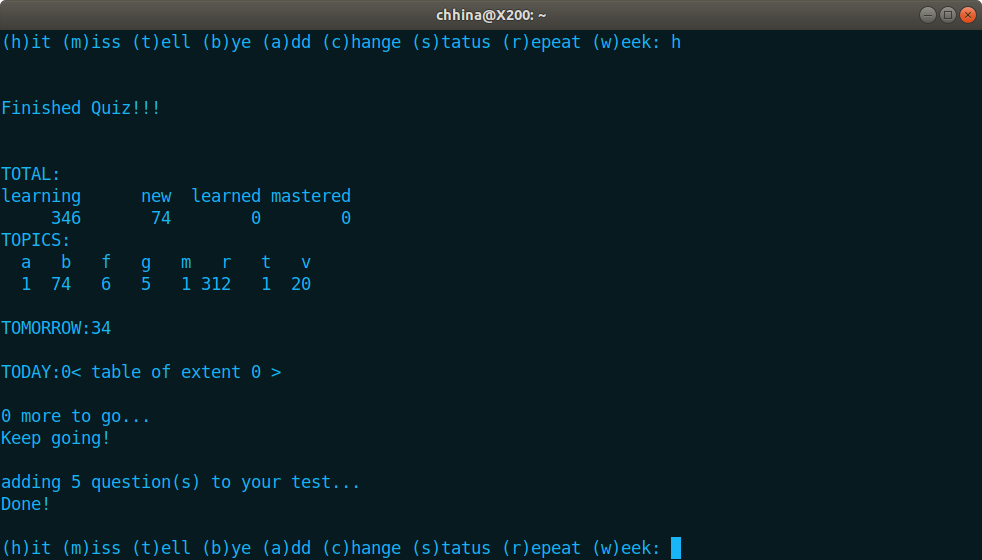 chhina@X200: ~
(h)it (m)iss (t)ell (b)ye (a)dd (c)hange (s)tatus (r)epeat (w)eek: h
Finished Quiz!!!
TOTAL:
learning      new  learned mastered
     346       74        0        0
TOPICS:
  a   b   f   g   m   r   t   v
  1  74   6   5   1 312   1  20
TOMORROW:34
TODAY:0< table of extent 0 >
0 more to go...
Keep going!
adding 5 question(s) to your test...
Done!
(h)it (m)iss (t)ell (b)ye (a)dd (c)hange (s)tatus (r)epeat (w)eek: